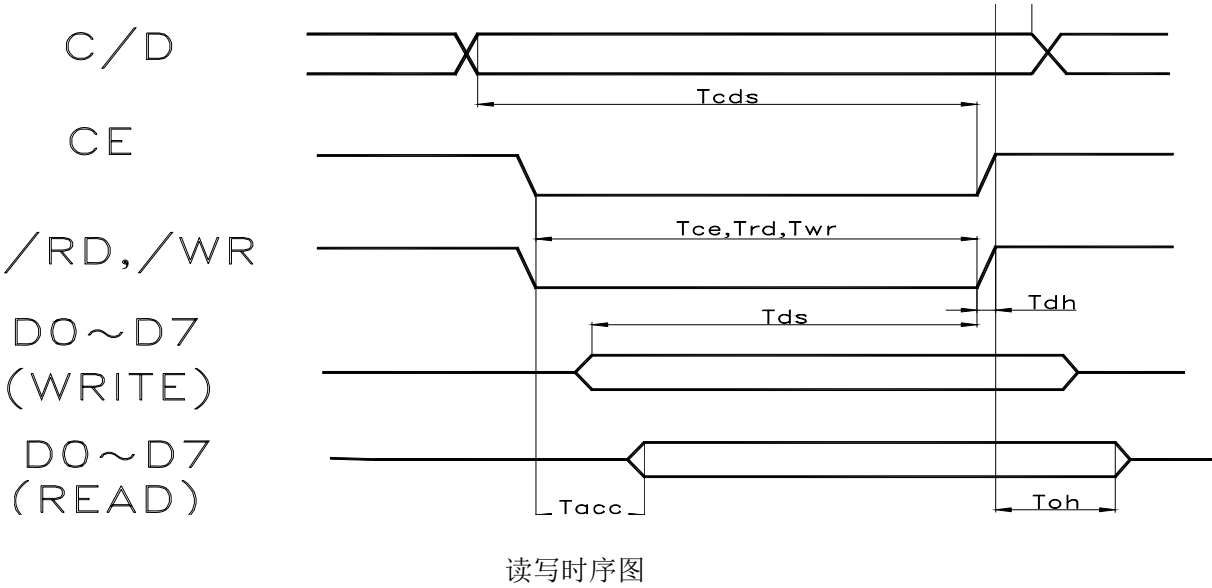 C/D
Tcds
CE
Tce,Trd,Twr
/RD,/WR
Tdh
Tds
D0~D7
(WRITE)
D0~D7
(READ)
Tacc
Toh
读写时序图